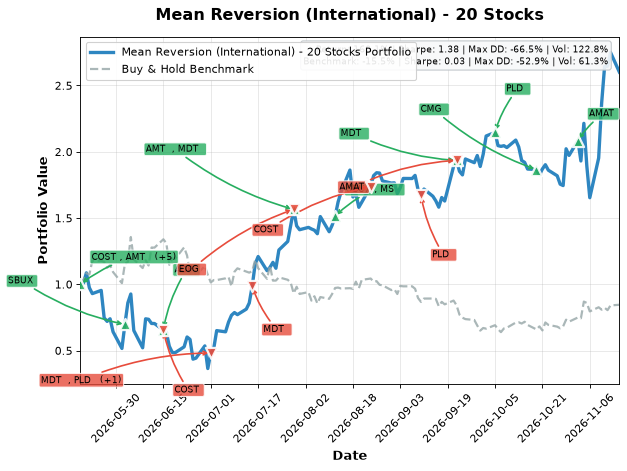 Mean Reversion (International) - 20 Stocks
Mean Reversion (International) - 20 Stocks Portfolio
Buy & Hold Benchmark
rpe: 1.38 | Max DD: -66.5% | Vol: 122.8%
Benchmark: -15.5% | Sharpe: 0.03 | Max DD: -52.9% | Vol: 61.3%
Portfolio Value
2.5
2.0
1.5
1.0
0.5
PLD
CMG
AMAT
MDT
AMT , MDT
AMAT
, MS
COST
PLD
COST , AMT (+5)
EOG
SBUX
MDT
MDT , PLD (+1)
COST
2026-05-30
2026-06-15
2026-07-01
2026-07-17
2026-08-02
2026-08-18
2026-09-03
2026-09-19
2026-10-05
2026-10-21
2026-11-06
Date